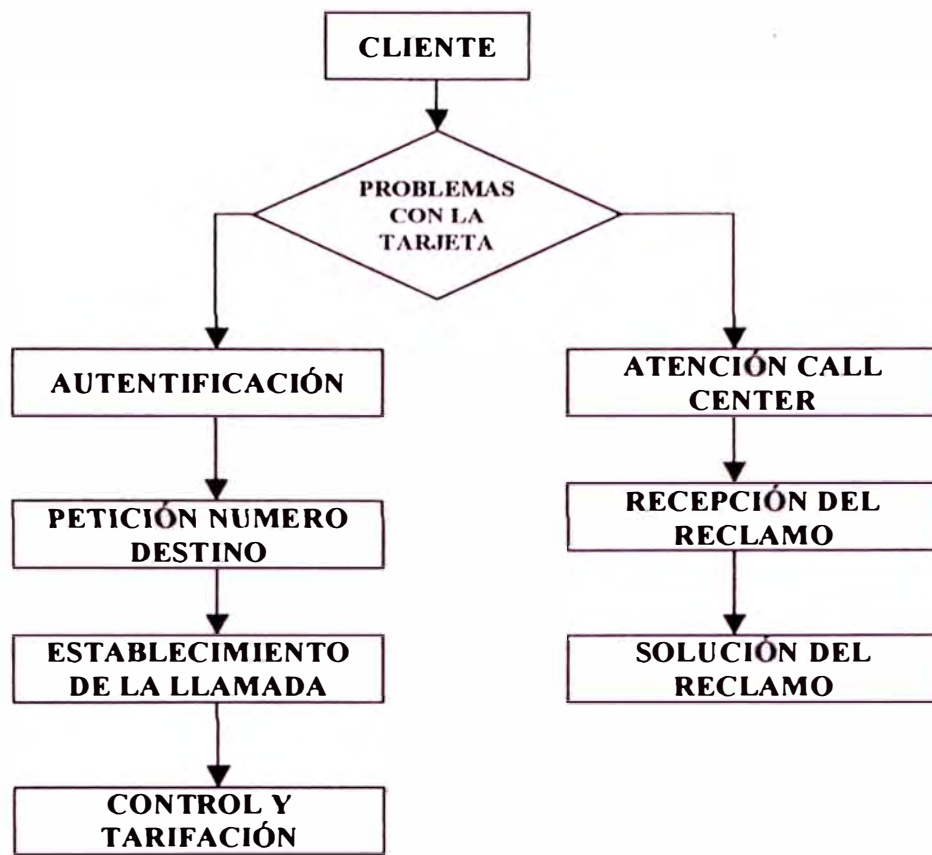 CLIENTE
PROBLEMAS
CON LA
TARJETA
AUTENTIFICACIÓN
PETICIÓN NUMERO
DESTINO
ESTABLECIMIENTO
DE LA LLAMADA
CONTROL Y
TARIFACIÓN
ATENCIÓN CALL
CENTER
RECEPCIÓN DEL
RECLAMO
SOLUCIÓN DEL
RECLAMO